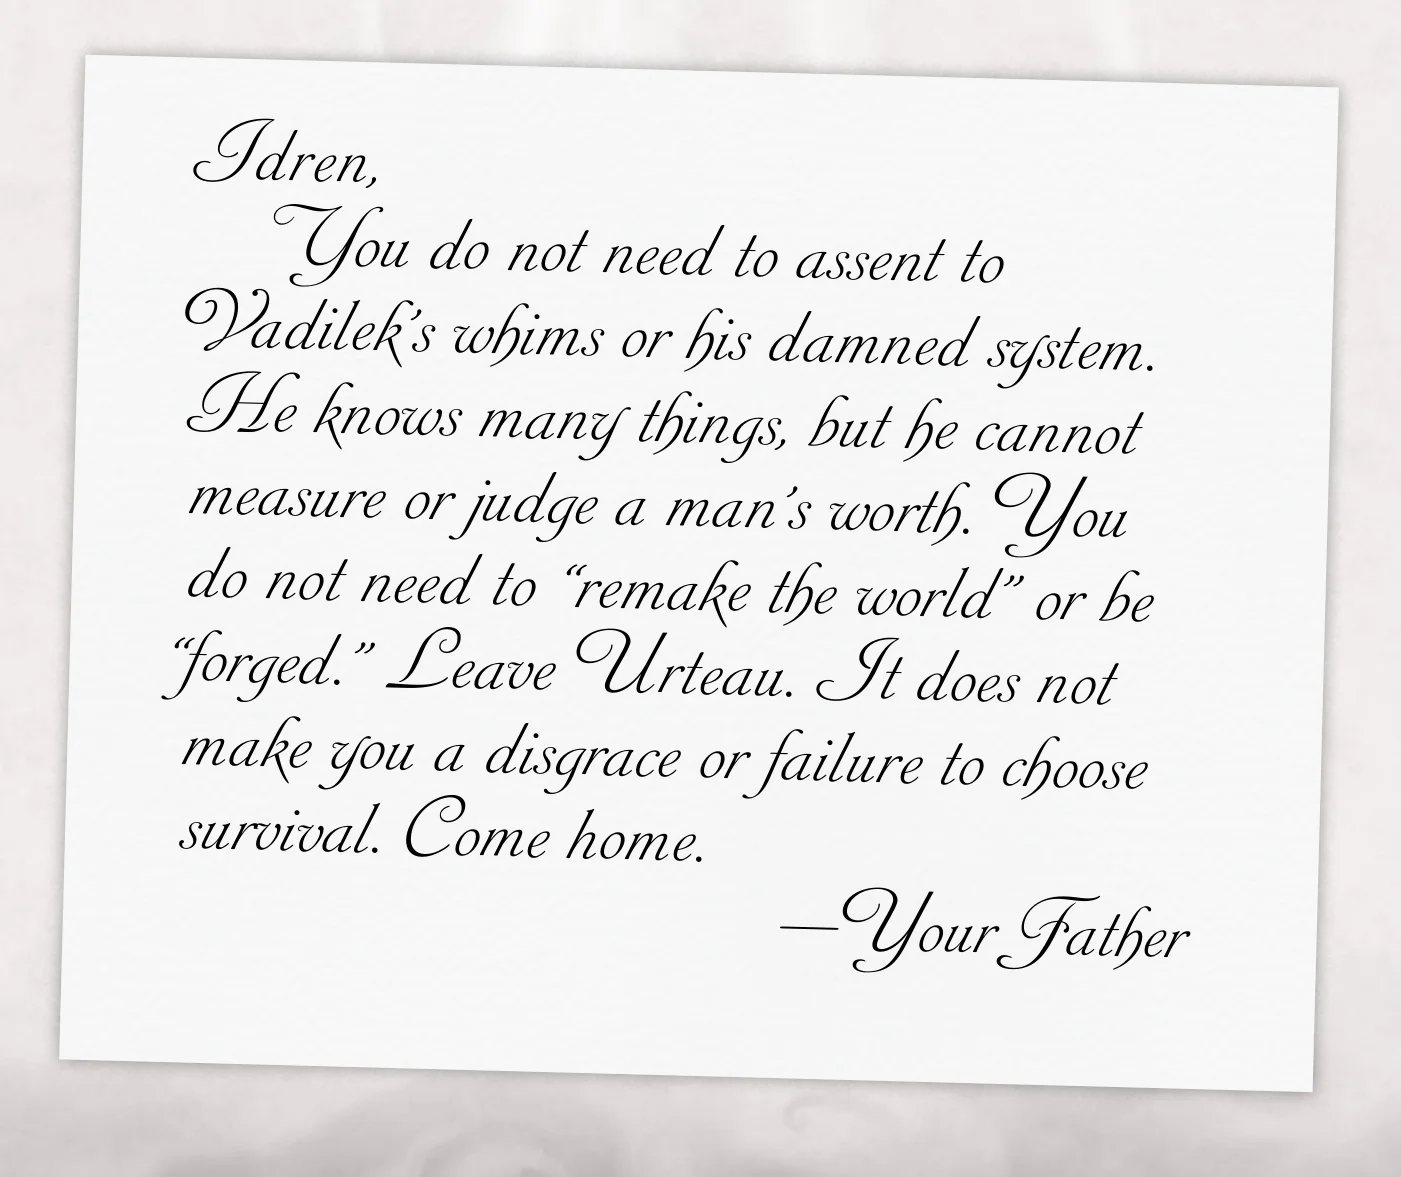 Idren,
You do not need to assent to
Vadilek’s whims or his damned system.
He knows many things, but he cannot
measure or judge a man’s worth. You
do not need to “remake the world” or be
“forged.” Leave Urteau. It does not
make you a disgrace or failure to choose
survival. Come home.
—Your Father